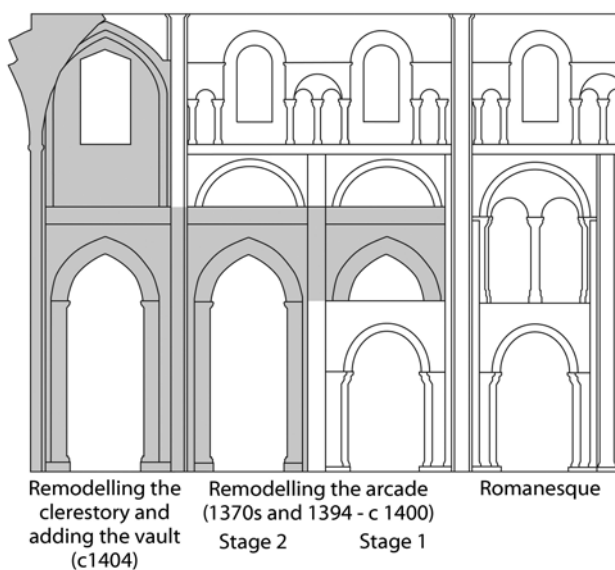 Remodelling the
clerestory and
adding the vault
(c1404)
Remodelling the arcade
(1370s and 1394 - c 1400)
Stage 2
Stage 1
Romanesque